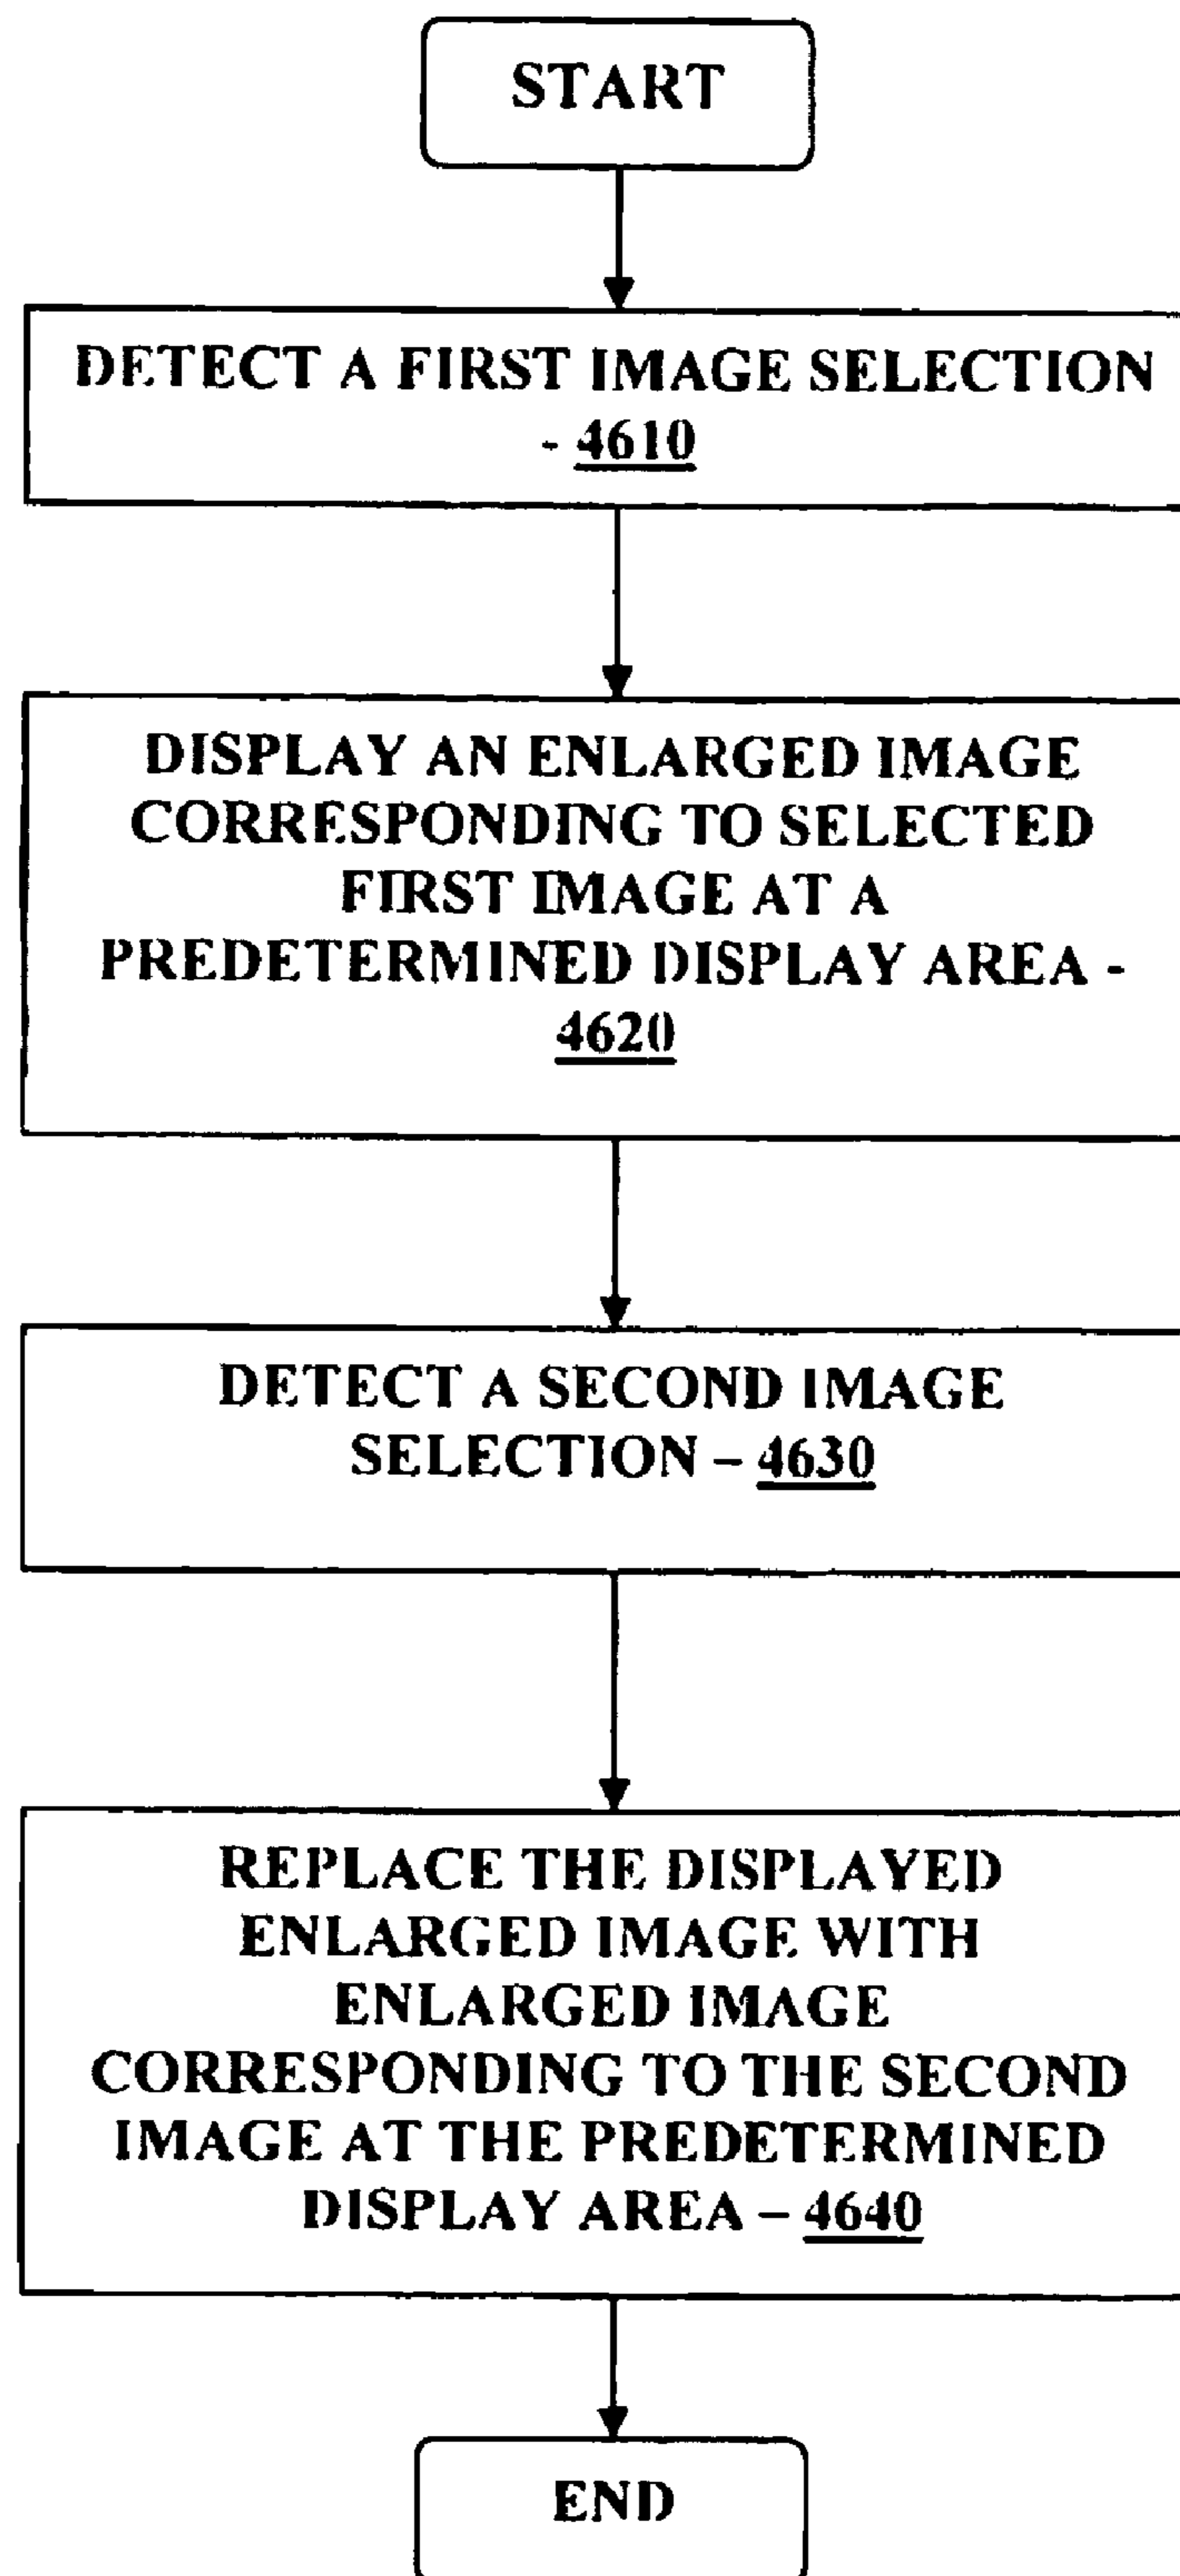 START
DETECT A FIRST IMAGE SELECTION
- 4610
DISPLAY AN ENLARGED IMAGE
CORRESPONDING TO SELECTED
FIRST IMAGE AT A
PREDETERMINED DISPLAY AREA -
4620
DETECT A SECOND IMAGE
SELECTION – 4630
REPLACE THE DISPLAYED
ENLARGED IMAGE WITH
ENLARGED IMAGE
CORRESPONDING TO THE SECOND
IMAGE AT THE PREDETERMINED
DISPLAY AREA – 4640
END